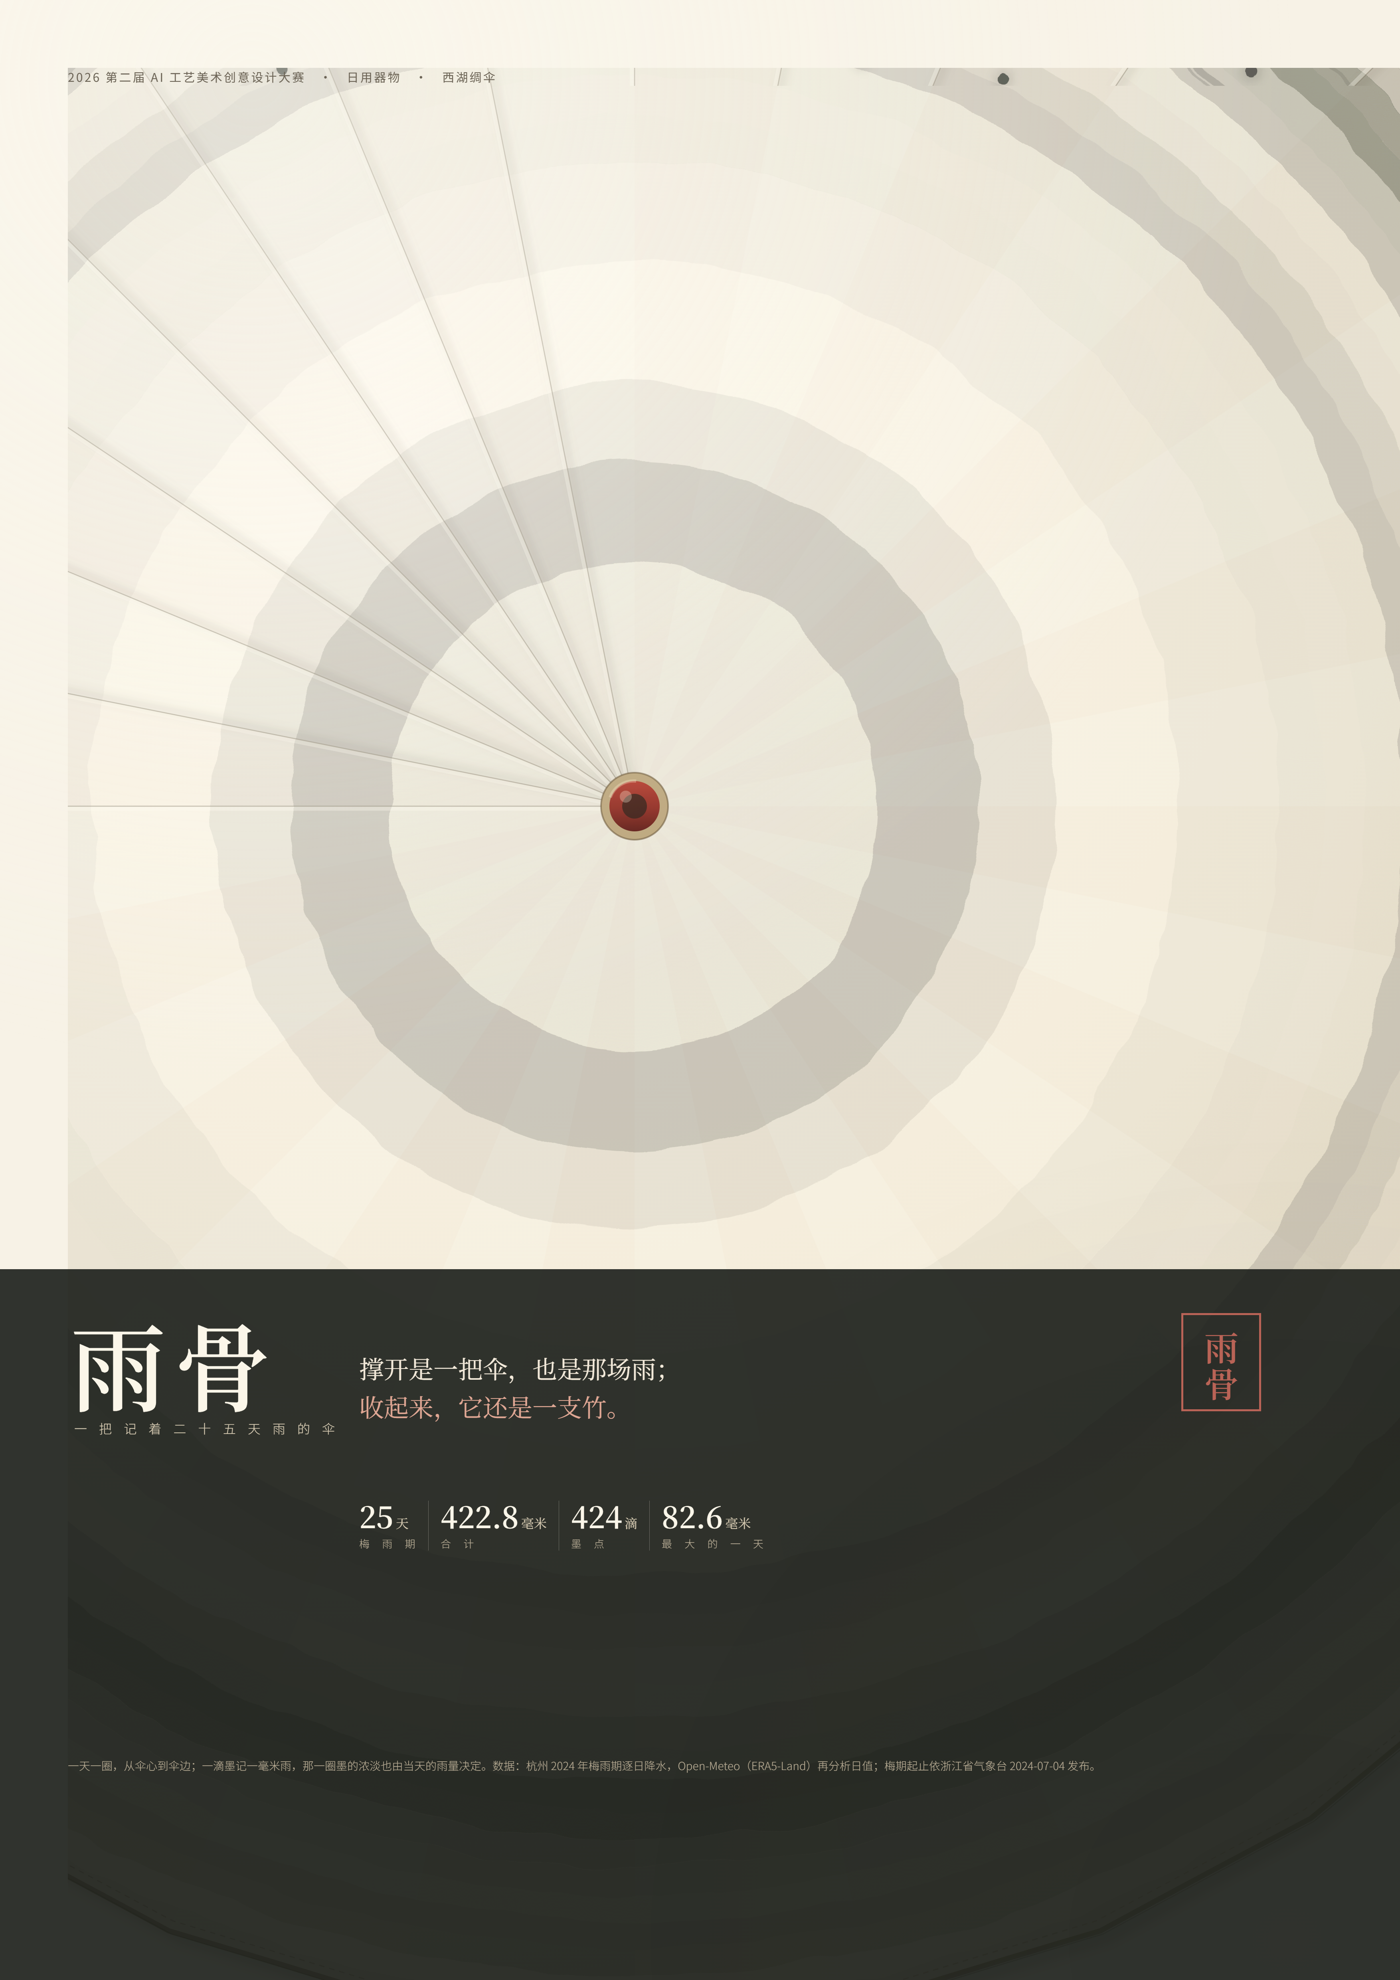 2026 第二届 AI 工艺美术创意设计大赛 • 日用器物 • 西湖绸伞
雨骨
一把记着二十五天雨的伞
撑开是一把伞，也是那场雨；
收起来，它还是一支竹。
雨
骨
25天 422.8毫米 424滴 82.6毫米
梅雨期 合计 墨点 最大的一天
一天一圈，从伞心到伞边；一滴墨记一毫米雨，那一圈墨的浓淡也由当天的雨量决定。数据：杭州 2024 年梅雨期逐日降水，Open-Meteo（ERA5-Land）再分析日值；梅期起止依浙江省气象台 2024-07-04 发布。